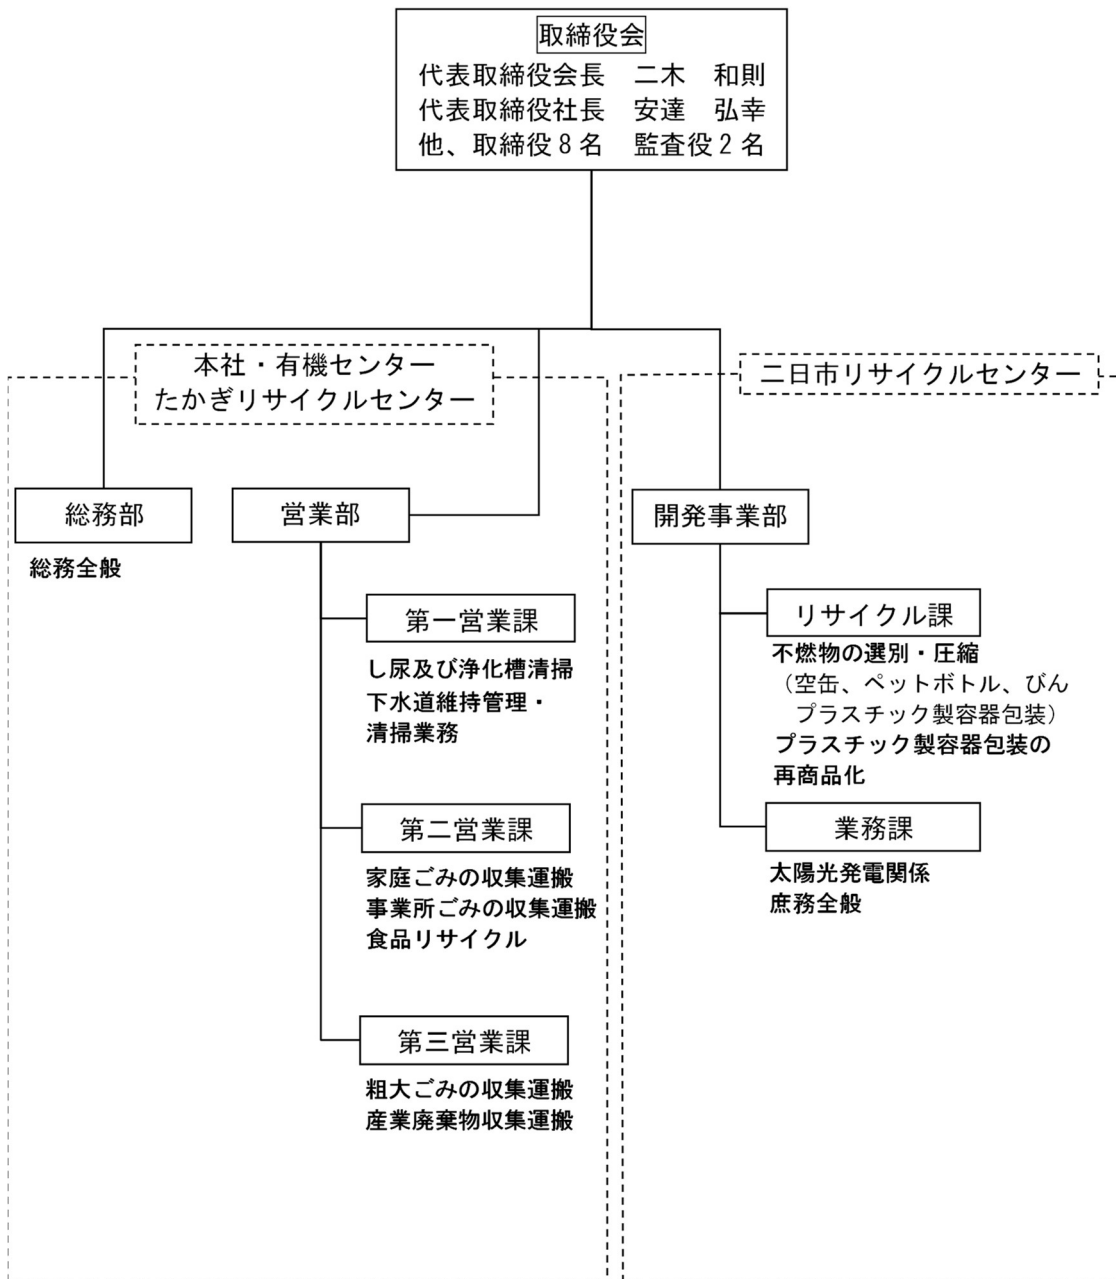 取締役会
代表取締役会長　二木　和則
代表取締役社長　安達　弘幸
他、取締役8名　監査役2名
本社・有機センター
たかぎリサイクルセンター
二日市リサイクルセンター
総務部
総務全般
営業部
第一営業課
し尿及び浄化槽清掃
下水道維持管理・
清掃業務
第二営業課
家庭ごみの収集運搬
事業所ごみの収集運搬
食品リサイクル
第三営業課
粗大ごみの収集運搬
産業廃棄物収集運搬
開発事業部
リサイクル課
不燃物の選別・圧縮
（空缶、ペットボトル、びん
プラスチック製容器包装）
プラスチック製容器包装の
再商品化
業務課
太陽光発電関係
庶務全般